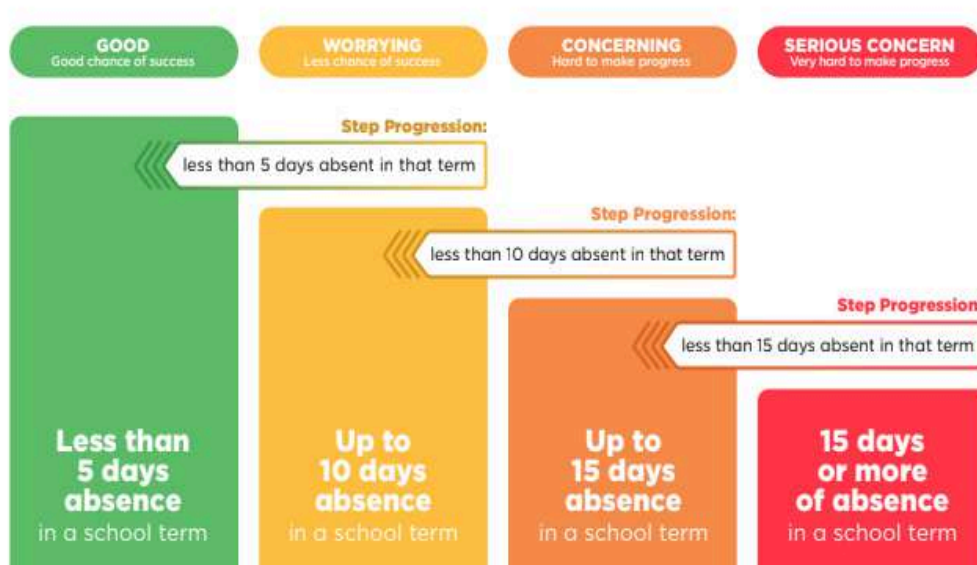 GOOD
Good chance of success
WORRYING
Less chance of success
CONCERNING
Hard to make progress
SERIOUS CONCERN
Very hard to make progress
Step Progression:
less than 5 days absent in that term
Step Progression:
less than 10 days absent in that term
Step Progression
less than 15 days absent in that term
Less than
5 days
absence
in a school term
Up to
10 days
absence
in a school term
Up to
15 days
absence
in a school term
15 days
or more
of absence
in a school term